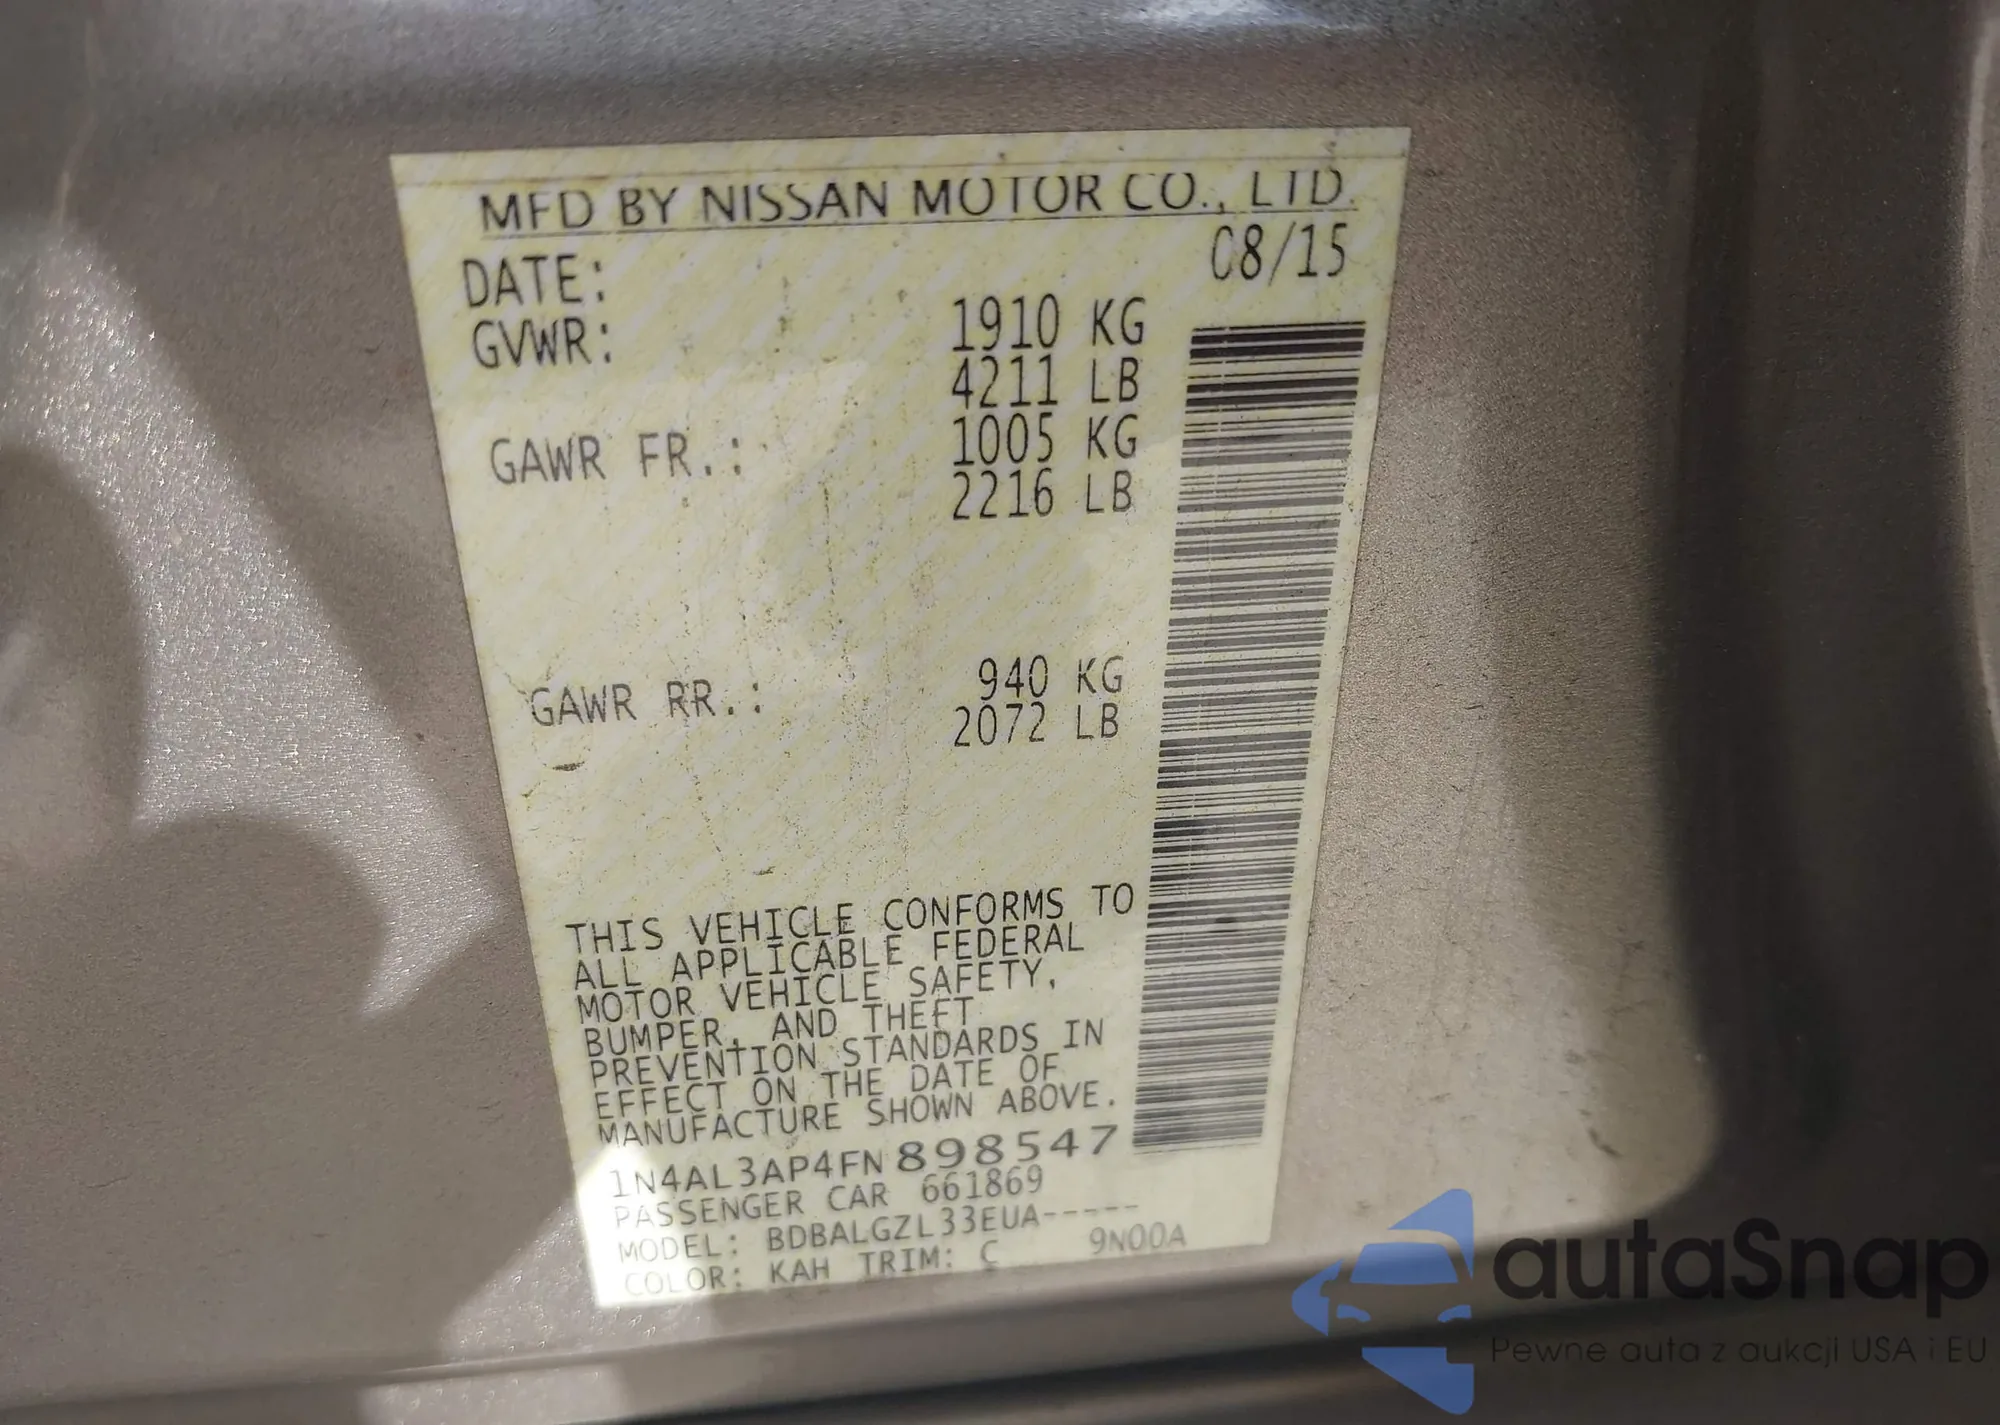 MFD BY NISSAN MOTOR CO., LTD.
DATE: 08/15
GVWR: 1910 KG
4211 LB
GAWR FR.: 1005 KG
2216 LB
GAWR RR.: 940 KG
2072 LB
THIS VEHICLE CONFORMS TO
ALL APPLICABLE FEDERAL
MOTOR VEHICLE SAFETY,
BUMPER, AND THEFT
PREVENTION STANDARDS IN
EFFECT ON THE DATE OF
MANUFACTURE SHOWN ABOVE.
1N4AL3AP4FN898547
PASSENGER CAR 661869
MODEL: BDBALGZL33EUA-----
COLOR: KAH TRIM: C 9N00A
autaSnap
Pewne auta z aukcji USA i EU